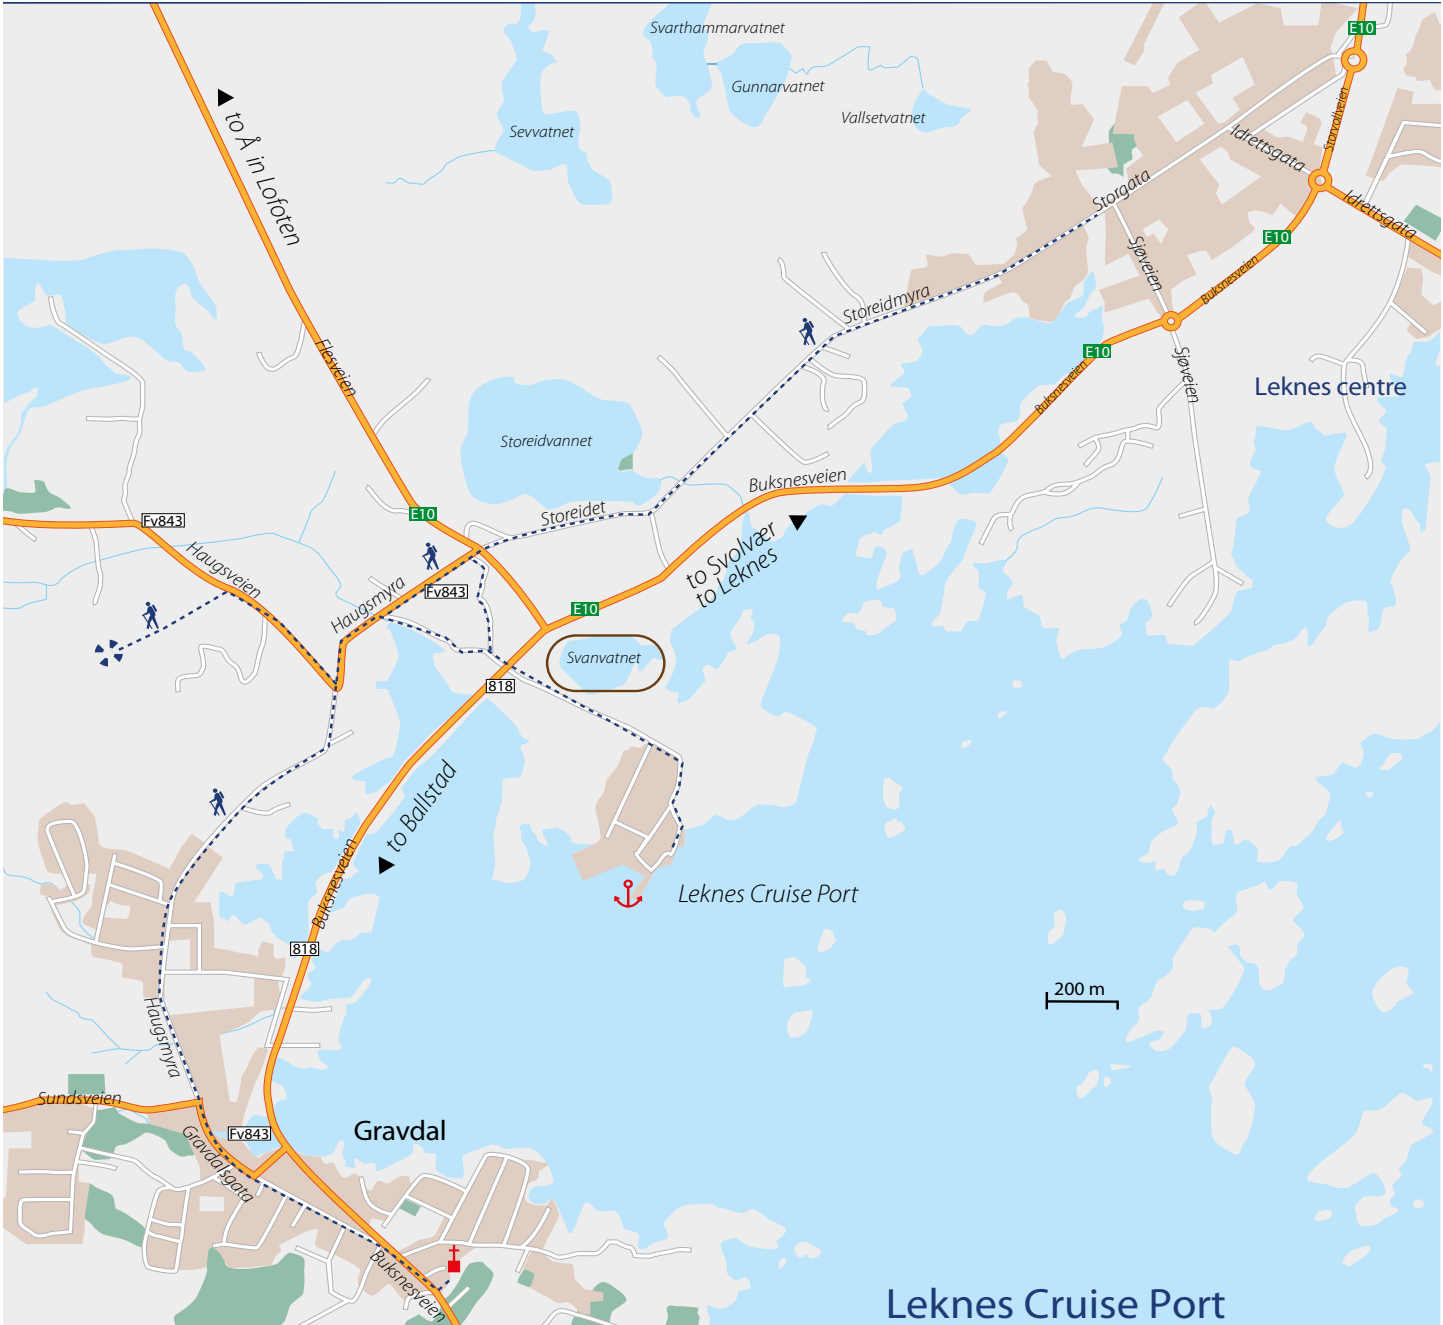 Svarthammarvatnet
E10
Gunnarvatnet
Vallsetvatnet
Sevvatnet
to Å in Lofoten
Storvollveien
Idrettsgata
Idrettsgata
Storgata
Sjøveien
E10
Buksnesveien
Storeidmyra
Flesveien
E10
Sjøveien
Leknes centre
Buksnesveien
Storeidvannet
Buksnesveien
Storeidet
E10
Fv843
Haugsveien
to Svolvær
to Leknes
Haugsmyra
Fv843
E10
Svanvatnet
818
to Ballstad
Buksnesveien
Leknes Cruise Port
818
200 m
Haugsmyra
Sundsveien
Fv843
Gravdal
Gravdalsgata
Buksnesveien
Leknes Cruise Port